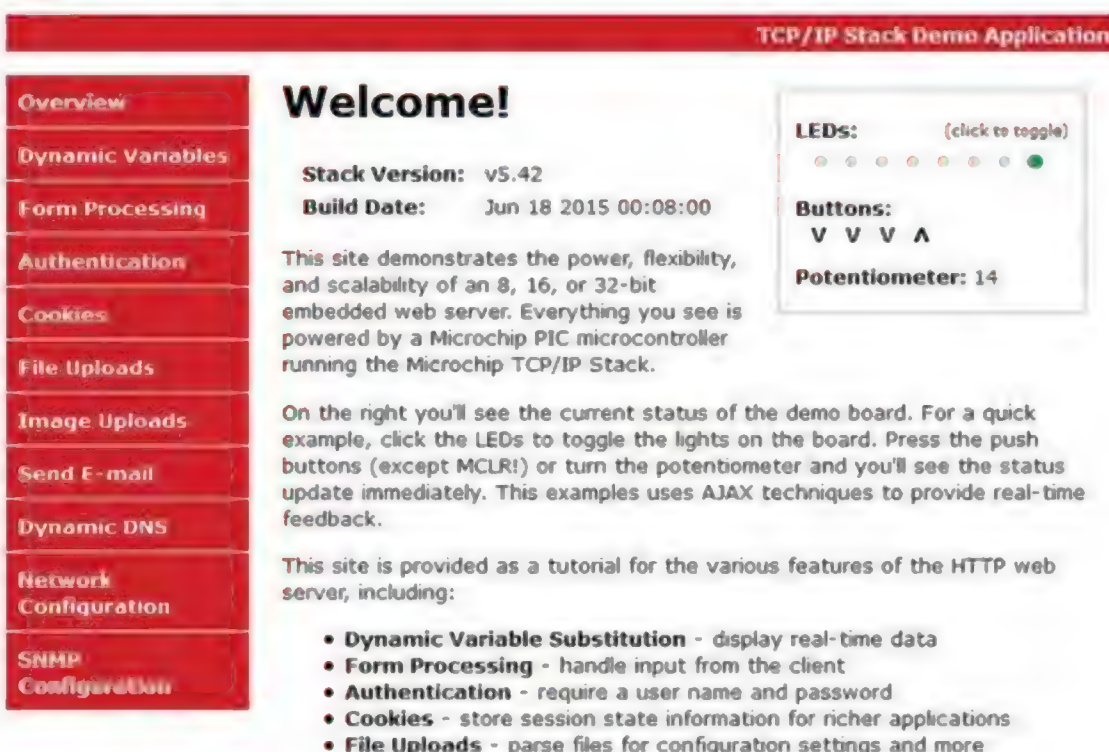 TCP/IP Stack Demo Application
Overview
Dynamic Variables
Form Processing
Authentication
Cookies
File Uploads
Image Uploads
Send E-mail
Dynamic DNS
Network
Configuration
SNMP
Configuration
Welcome!
Stack Version: v5.42
Build Date: Jun 18 2015 00:08:00
This site demonstrates the power, flexibility,
and scalability of an 8, 16, or 32-bit
embedded web server. Everything you see is
powered by a Microchip PIC microcontroller
running the Microchip TCP/IP Stack.
LEDs: (click to toggle)
Buttons:
V V V Λ
Potentiometer: 14
On the right you'll see the current status of the demo board. For a quick
example, click the LEDs to toggle the lights on the board. Press the push
buttons (except MCLR!) or turn the potentiometer and you'll see the status
update immediately. This examples uses AJAX techniques to provide real-time
feedback.
This site is provided as a tutorial for the various features of the HTTP web
server, including:
• Dynamic Variable Substitution - display real-time data
• Form Processing - handle input from the client
• Authentication - require a user name and password
• Cookies - store session state information for richer applications
• File Uploads - parse files for configuration settings and more